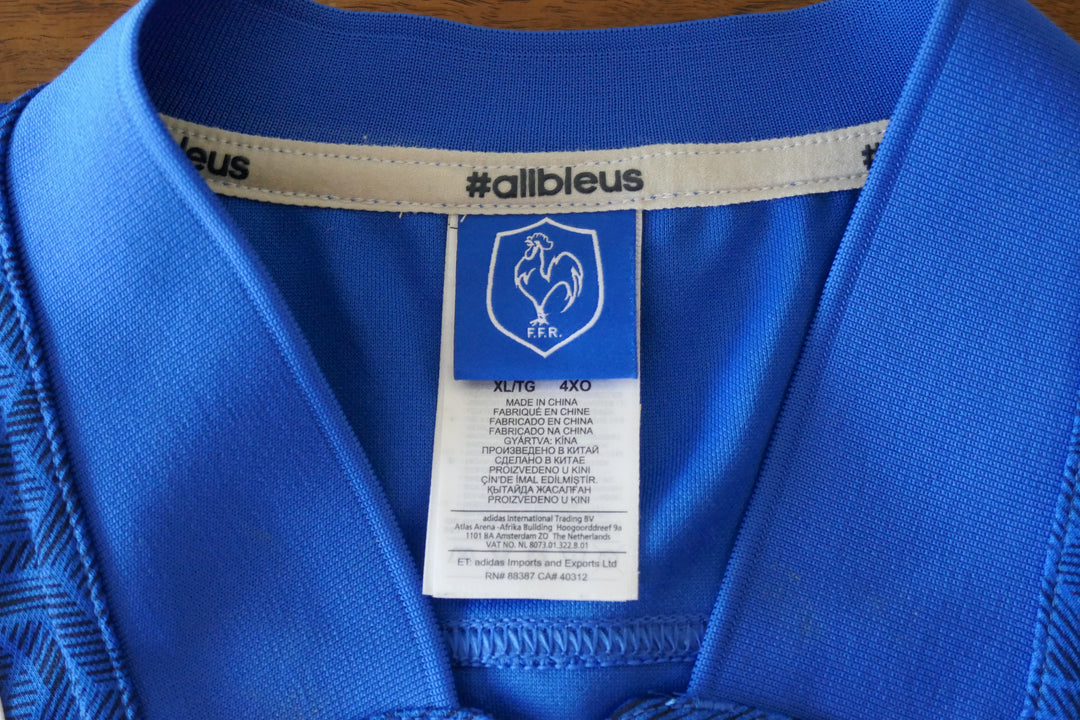 eus
#allbleus
#
F.F.R.
XL/TG 4XO
MADE IN CHINA
FABRIQUÉ EN CHINE
FABRICADO EN CHINA
FABRICADO NA CHINA
GYÁRTVA: KÍNA
ПРОИЗВЕДЕНО В КИТАЙ
СДЕЛАНО В КИТАЕ
PROIZVEDENO U KINI
ÇİN'DE İMAL EDİLMİŞTİR.
ҚЫТАЙДА ЖАСАЛҒАН
PROIZVEDENO U KINI
adidas International Trading BV
Atlas Arena -Afrika Building Hoogoorddreef 9a
1101 BA Amsterdam ZO The Netherlands
VAT NO. NL 8073.01.322.B.01
ET: adidas Imports and Exports Ltd
RN# 88387 CA# 40312